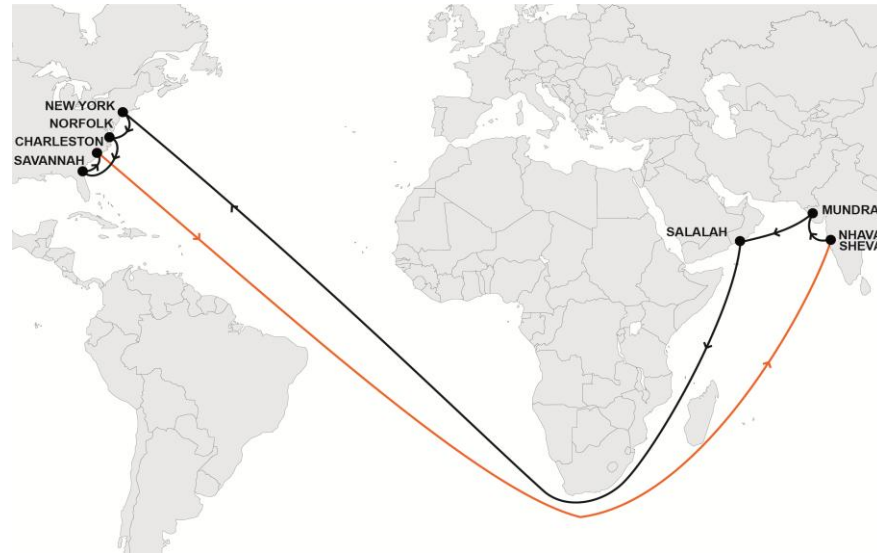 NEW YORK
NORFOLK
CHARLESTON
SAVANNAH
MUNDRA
SALALAH
NHAVA
SHEVA